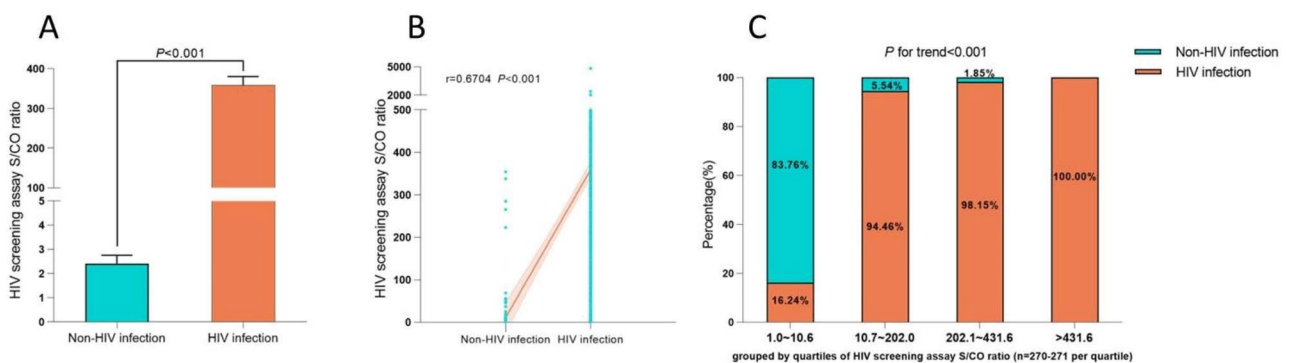 A
P<0.001
HIV screening assay S/CO ratio
400
300
200
100
5
4
3
2
1
0
Non-HIV infection
HIV infection
B
r=0.6704 P<0.001
HIV screening assay S/CO ratio
5000
2000
500
400
300
200
100
0
Non-HIV infection
HIV infection
C
P for trend<0.001
Non-HIV infection
HIV infection
Percentage(%)
100
80
60
40
20
0
83.76%
16.24%
5.54%
94.46%
1.85%
98.15%
100.00%
1.0~10.6
10.7~202.0
202.1~431.6
>431.6
grouped by quartiles of HIV screening assay S/CO ratio (n=270-271 per quartile)